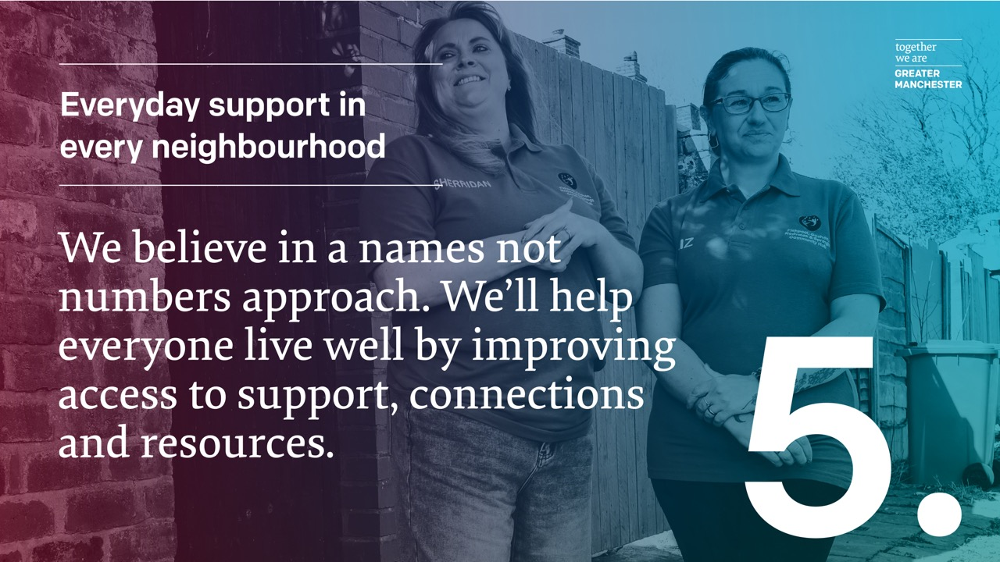 together
we are
GREATER
MANCHESTER
Everyday support in
every neighbourhood
SHERRIDAN
IZ
We believe in a names not
numbers approach. We’ll help
everyone live well by improving
access to support, connections
and resources.
5.